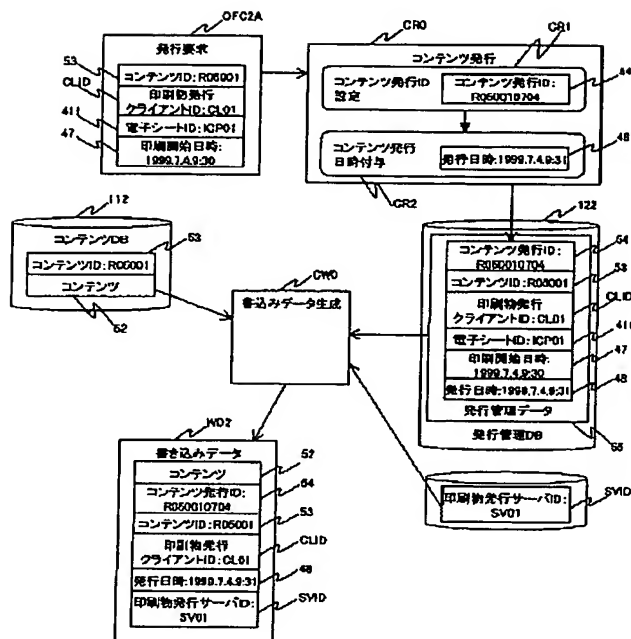 OFC2A
発行要求
53
コンテンツID:R05001
CLID
印刷物発行
クライアントID:CL01
411
電子シートID:ICP01
47
印刷開始日時:
1999.7.4.9:30
CR0
CR1
コンテンツ発行
コンテンツ発行ID
設定
コンテンツ発行ID:
R050010704
コンテンツ発行
日時付与
発行日時:1999.7.4.9:31
48
CR2
112
コンテンツDB
53
コンテンツID:R05001
コンテンツ
52
CW0
書込みデータ生成
122
コンテンツ発行ID:
R050010704
54
コンテンツID:R05001
53
印刷物発行
クライアントID:CL01
CLID
電子シートID:ICP01
411
印刷開始日時:
1999.7.4.9:30
47
発行日時:1999.7.4.9:31
48
発行管理データ
発行管理DB
印刷物発行サーバID:
SV01
SVID
WD2
書き込みデータ
コンテンツ
52
コンテンツ発行ID:
R050010704
54
コンテンツID:R05001
53
印刷物発行
クライアントID:CL01
CLID
発行日時:1999.7.4.9:31
48
印刷物発行サーバID:
SV01
SVID